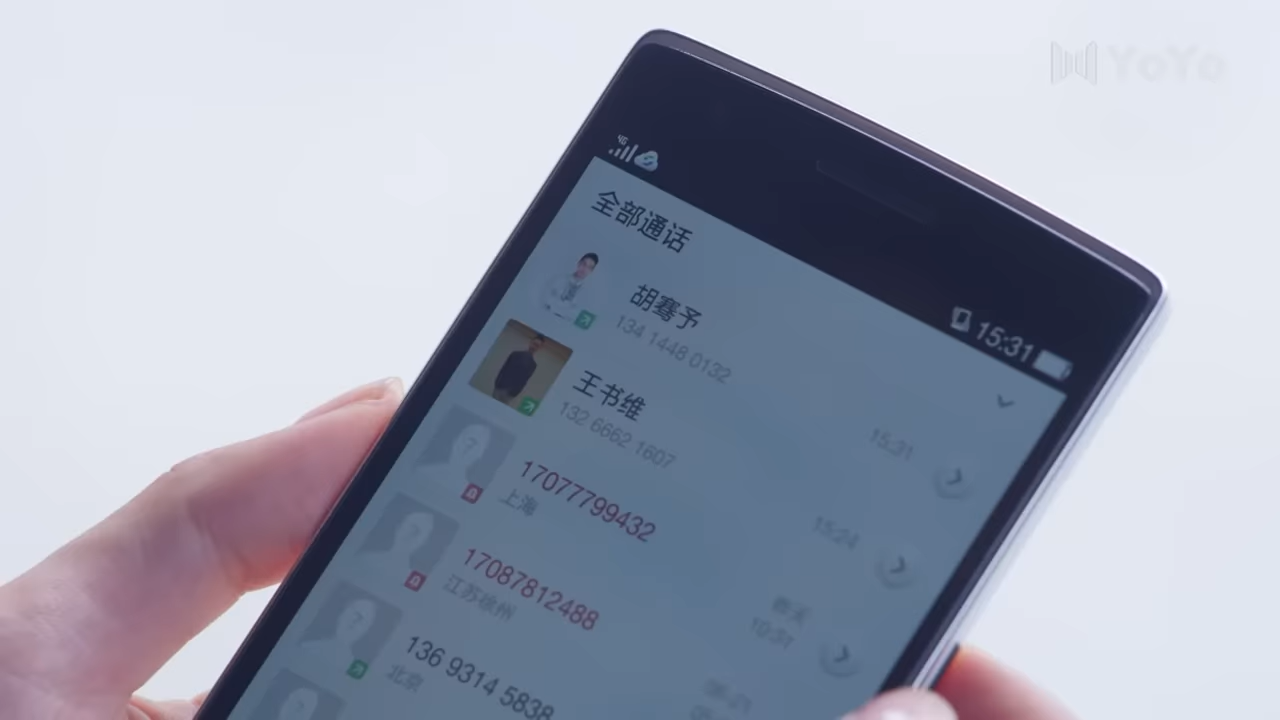 YoYo
4G
15:31
全部通话
胡骞予
134 1448 0132
15:31
王书维
132 6662 1607
15:24
17077799432
上海
昨天
10:31
17087812488
江苏徐州
136 9314 5838
北京